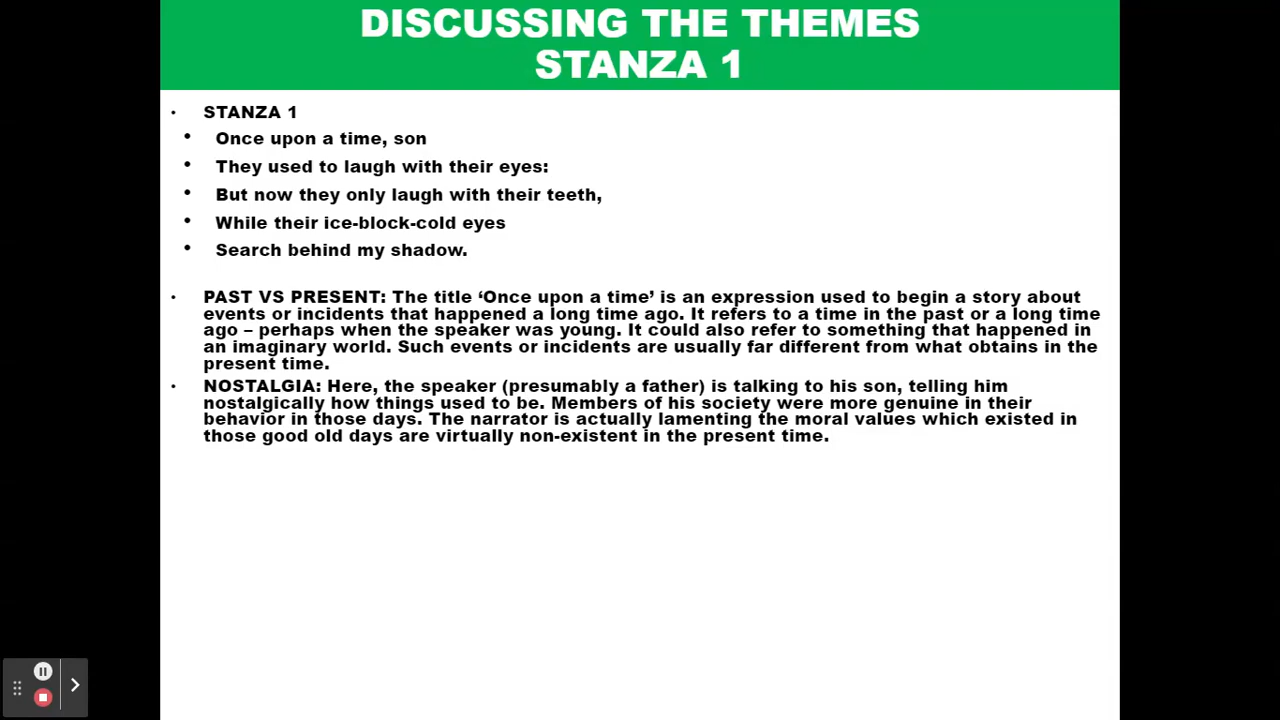 DISCUSSING THE THEMES
STANZA 1
• STANZA 1
• Once upon a time, son
• They used to laugh with their eyes:
• But now they only laugh with their teeth,
• While their ice-block-cold eyes
• Search behind my shadow.
• PAST VS PRESENT: The title ‘Once upon a time’ is an expression used to begin a story about
events or incidents that happened a long time ago. It refers to a time in the past or a long time
ago – perhaps when the speaker was young. It could also refer to something that happened in
an imaginary world. Such events or incidents are usually far different from what obtains in the
present time.
• NOSTALGIA: Here, the speaker (presumably a father) is talking to his son, telling him
nostalgically how things used to be. Members of his society were more genuine in their
behavior in those days. The narrator is actually lamenting the moral values which existed in
those good old days are virtually non-existent in the present time.